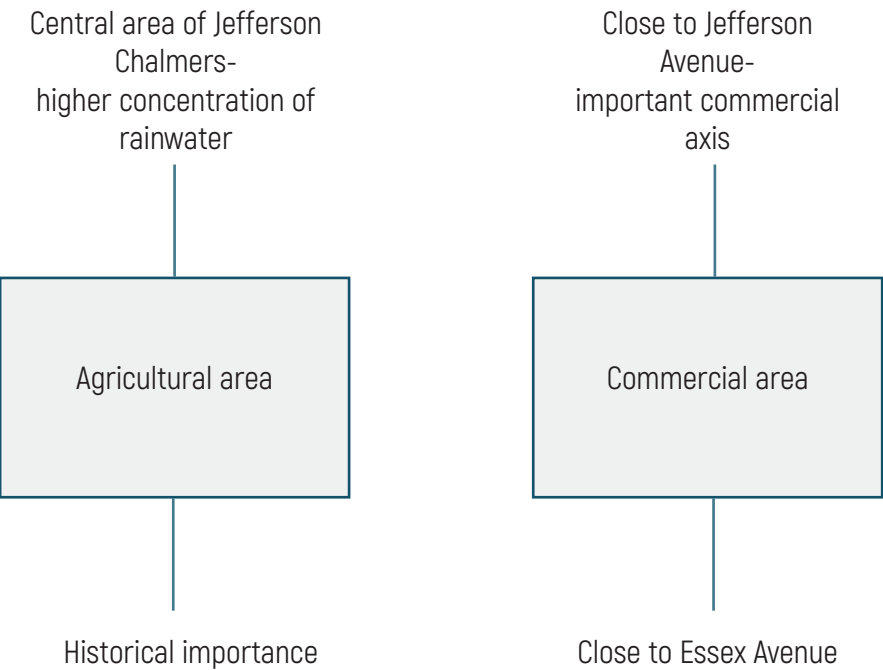 Central area of Jefferson
Chalmers-
higher concentration of
rainwater
Agricultural area
Historical importance
Close to Jefferson
Avenue-
important commercial
axis
Commercial area
Close to Essex Avenue